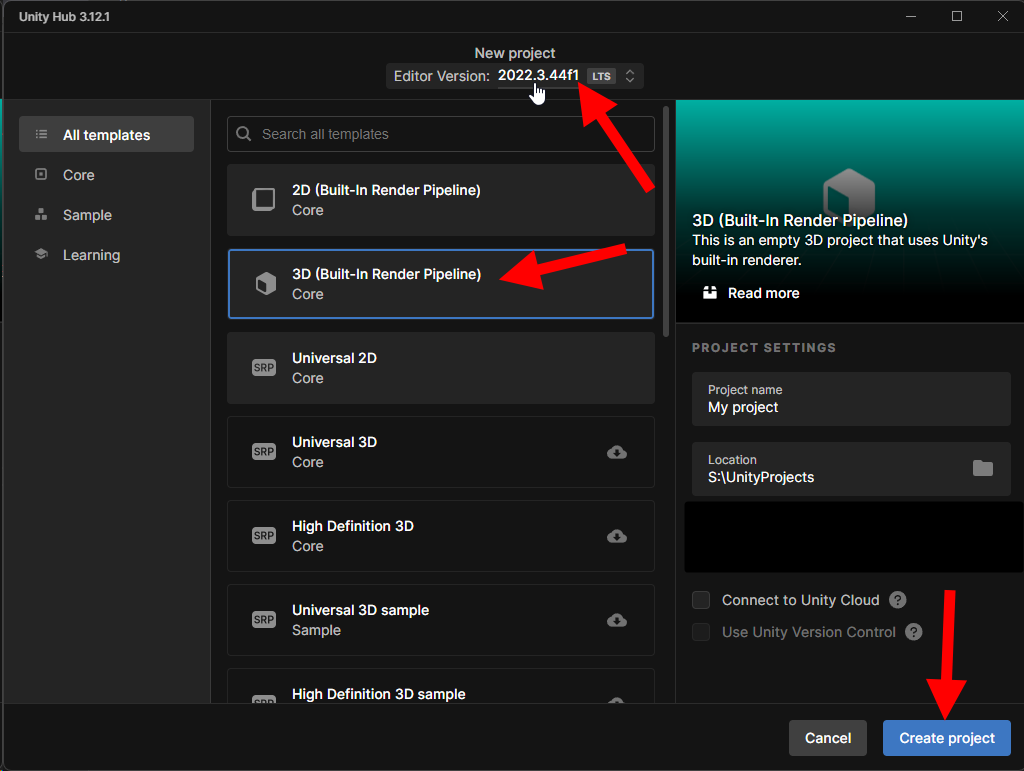 Unity Hub 3.12.1
New project
Editor Version: 2022.3.44f1 LTS
All templates
Core
Sample
Learning
Search all templates
2D (Built-In Render Pipeline)
Core
3D (Built-In Render Pipeline)
Core
SRP
Universal 2D
Core
SRP
Universal 3D
Core
SRP
High Definition 3D
Core
SRP
Universal 3D sample
Sample
SRP
High Definition 3D sample
3D (Built-In Render Pipeline)
This is an empty 3D project that uses Unity's
built-in renderer.
Read more
PROJECT SETTINGS
Project name
My project
Location
S:\UnityProjects
Connect to Unity Cloud ?
Use Unity Version Control ?
Cancel
Create project